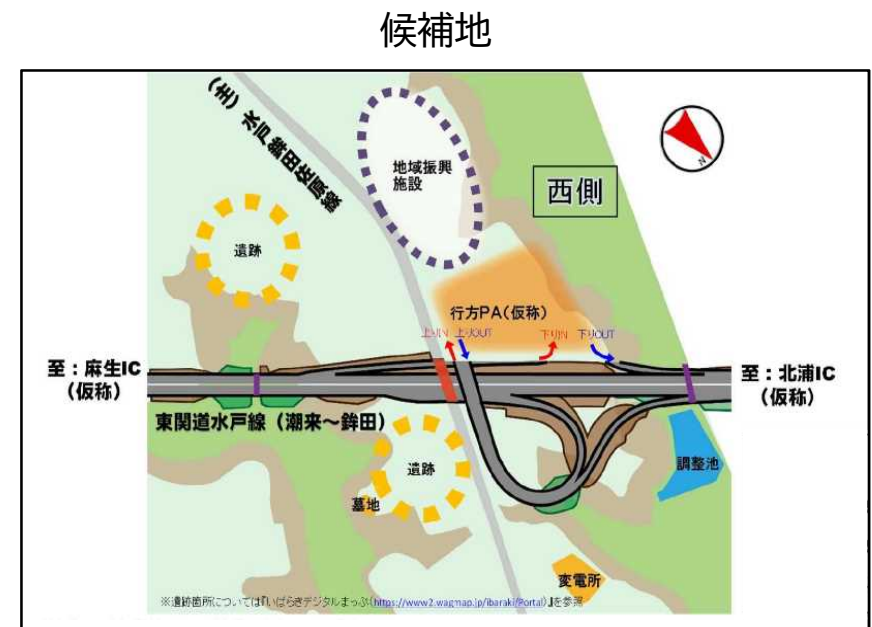 候補地
(主)水戸鉾田佐原線
地域振興
施設
西側
N
遺跡
行方PA(仮称)
上りIN 上りOUT 下りIN 下りOUT
至:麻生IC
(仮称)
至:北浦IC
(仮称)
東関道水戸線(潮来~鉾田)
遺跡
調整池
墓地
変電所
※遺跡箇所については『いばらきデジタルまっぷ(https://www2.wagmap.jp/ibaraki/Portal)』を参照